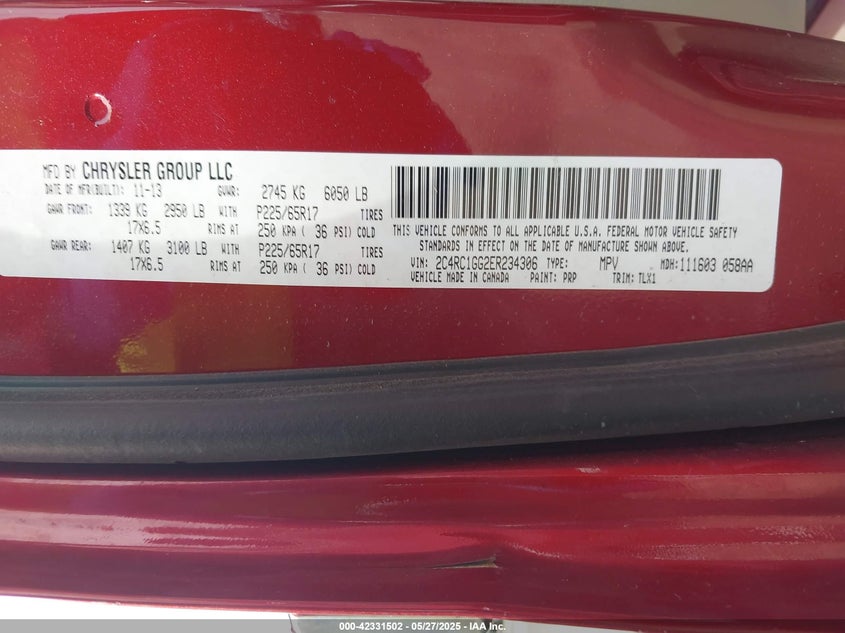 MFD BY CHRYSLER GROUP LLC
DATE OF MFR(BUILT): 11-13 GVWR: 2745 KG 6050 LB
GAWR FRONT: 1339 KG 2950 LB WITH P225/65R17 TIRES
17X6.5 RIMS AT 250 KPA ( 36 PSI) COLD
GAWR REAR: 1407 KG 3100 LB WITH P225/65R17 TIRES
17X6.5 RIMS AT 250 KPA ( 36 PSI) COLD
THIS VEHICLE CONFORMS TO ALL APPLICABLE U.S.A. FEDERAL MOTOR VEHICLE SAFETY
STANDARDS IN EFFECT ON THE DATE OF MANUFACTURE SHOWN ABOVE.
VIN: 2C4RC1GG2ER234306 TYPE: MPV MDH:111603 058AA
VEHICLE MADE IN CANADA PAINT: PRP TRIM: TLX1
000-42331502 - 05/27/2025 - IAA, Inc.